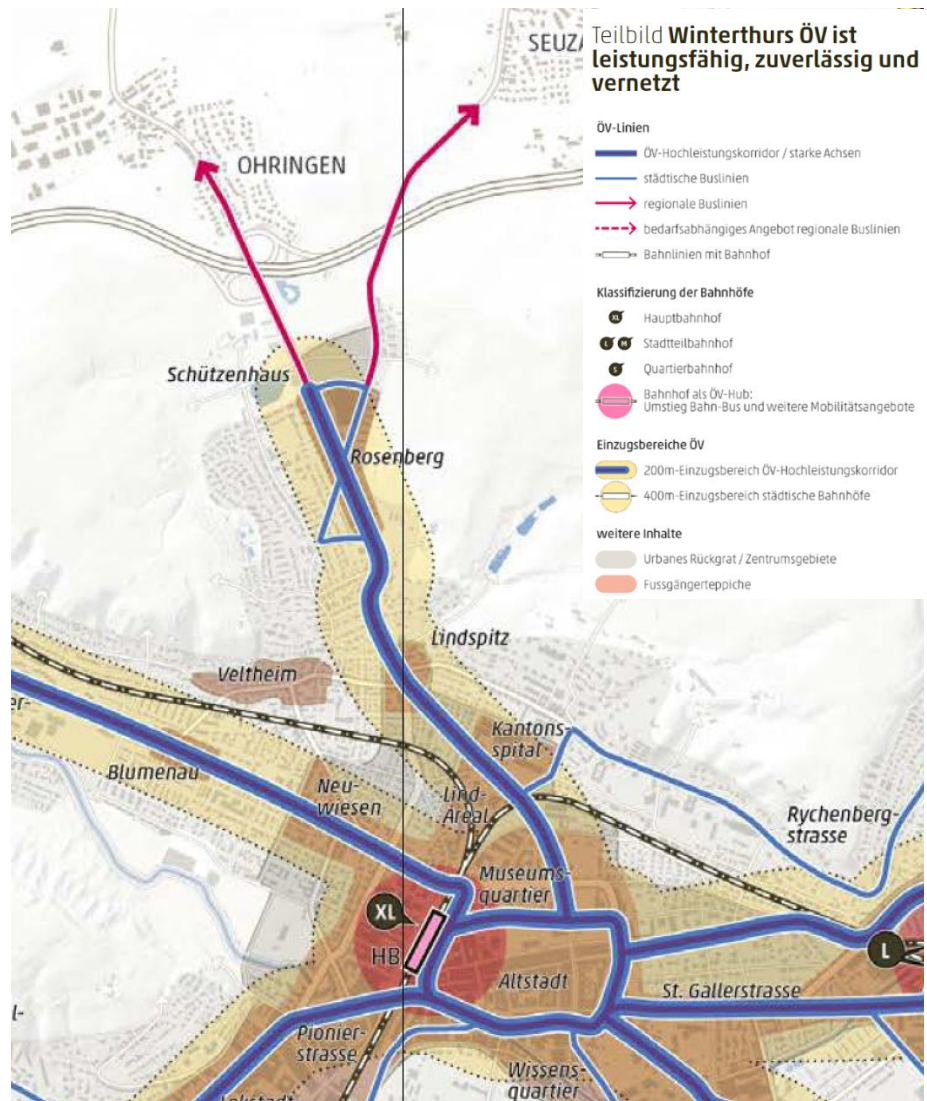 Teilbild Winterthurs ÖV ist
leistungsfähig, zuverlässig und
vernetzt
ÖV-Linien
ÖV-Hochleistungskorridor / starke Achsen
städtische Buslinien
regionale Buslinien
bedarfsabhängiges Angebot regionale Buslinien
Bahnlinien mit Bahnhof
Klassifizierung der Bahnhöfe
XL Hauptbahnhof
L M Stadtteilbahnhof
S Quartierbahnhof
Bahnhof als ÖV-Hub:
Umstieg Bahn-Bus und weitere Mobilitätsangebote
Einzugsbereiche ÖV
200m-Einzugsbereich ÖV-Hochleistungskorridor
400m-Einzugsbereich städtische Bahnhöfe
weitere Inhalte
Urbanes Rückgrat / Zentrumsgebiete
Fussgängerteppiche
SEUZA
OHRINGEN
Schützenhaus
Rosenberg
Lindspitz
Veltheim
er-
Kantons-
spital
Blumenau
Neu-
wiesen
Lind-
Areal
Rychenberg-
strasse
Museums-
quartier
XL
HB
L
Altstadt
St. Gallerstrasse
l-
Pionier-
strasse
Wissens-
quartier
Lokstadt